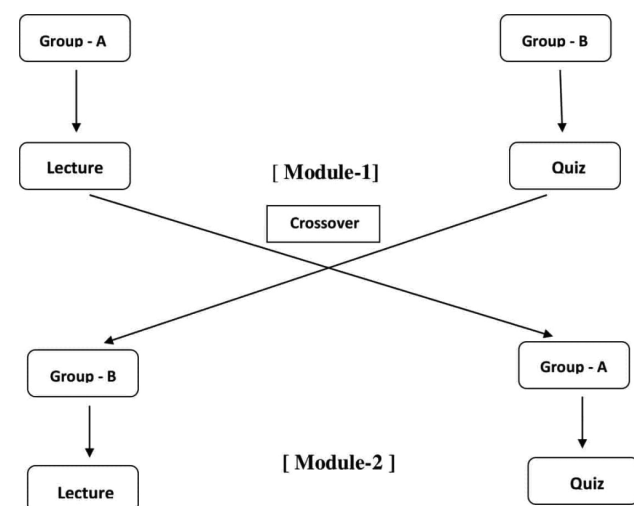 Group - A
Group - B
Lecture
[ Module-1]
Quiz
Crossover
Group - B
Group - A
[ Module-2 ]
Lecture
Quiz